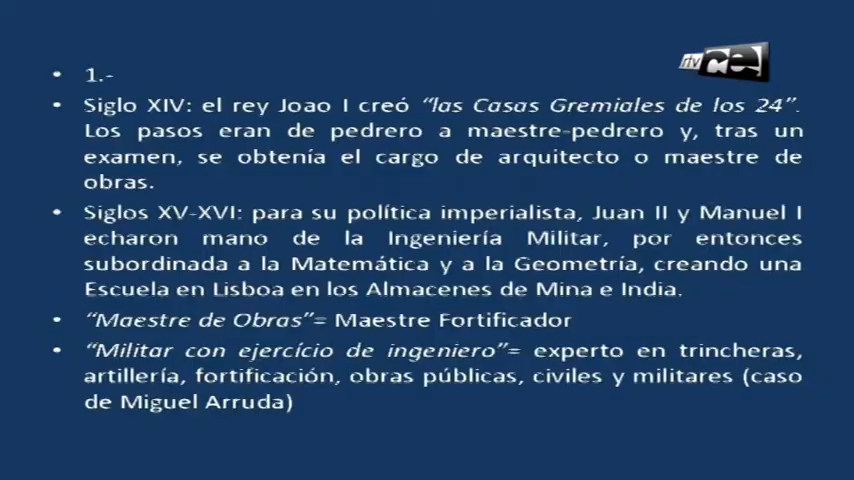 rtv ce
• 1.-
• Siglo XIV: el rey Joao I creó “las Casas Gremiales de los 24”.
Los pasos eran de pedrero a maestre-pedrero y, tras un
examen, se obtenía el cargo de arquitecto o maestre de
obras.
• Siglos XV-XVI: para su política imperialista, Juan II y Manuel I
echaron mano de la Ingeniería Militar, por entonces
subordinada a la Matemática y a la Geometría, creando una
Escuela en Lisboa en los Almacenes de Mina e India.
• “Maestre de Obras”= Maestre Fortificador
• “Militar con ejercício de ingeniero”= experto en trincheras,
artillería, fortificación, obras públicas, civiles y militares (caso
de Miguel Arruda)